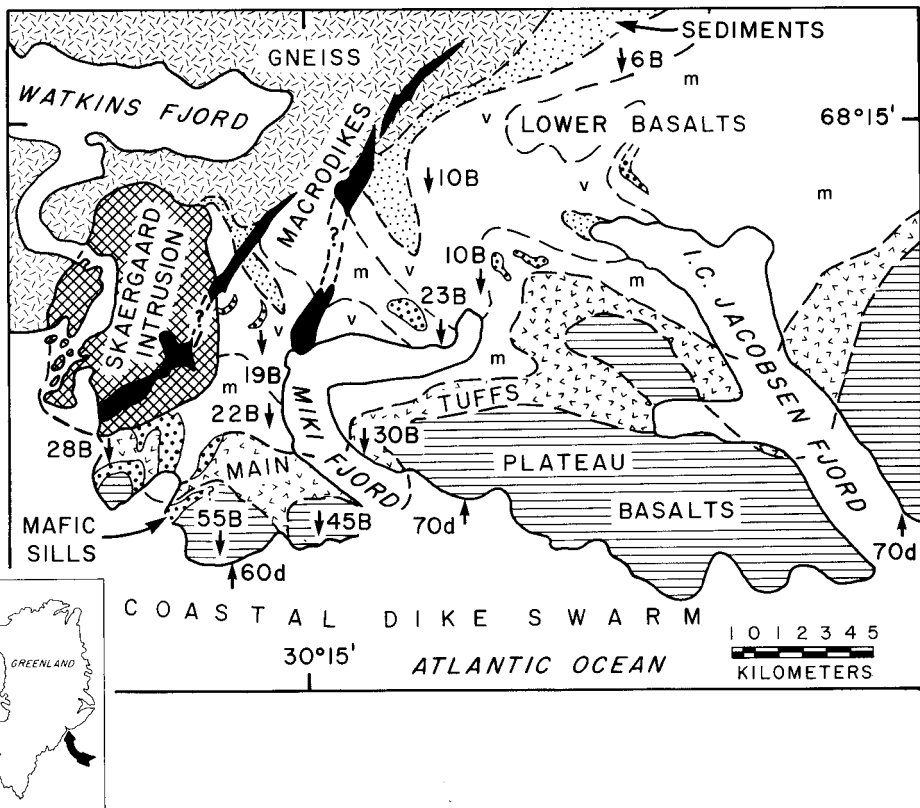 SEDIMENTS
GNEISS
6B
m
WATKINS FJORD
v
LOWER BASALTS
68°15'
MACRODIKES
10B
v
m
SKAERGAARD
INTRUSION
?
10B
I.C. JACOBSEN FJORD
m
v
m
23B
?
v
v
m
m
19B
MIKI FJORD
TUFFS
22B
28B
30B
MAIN
PLATEAU
MAFIC
SILLS
55B
45B
BASALTS
70d
70d
60d
COASTAL DIKE SWARM
GREENLAND
30°15'
ATLANTIC OCEAN
1 0 1 2 3 4 5
KILOMETERS